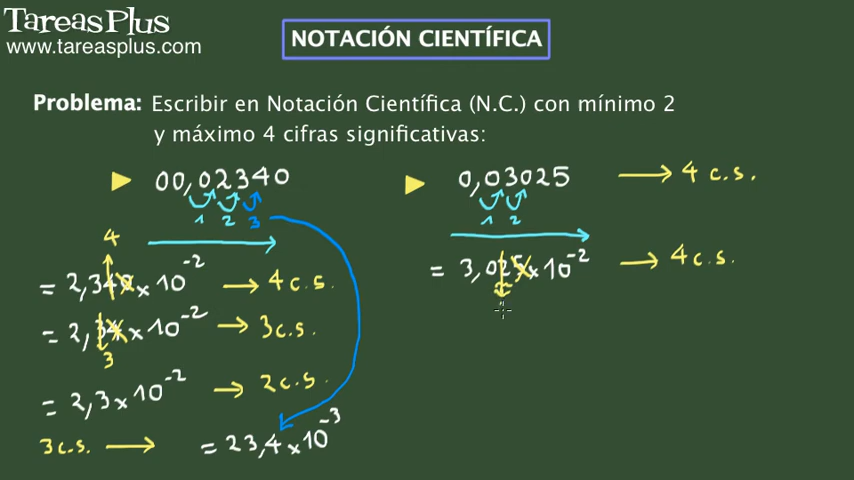 TareasPlus
www.tareasplus.com
NOTACIÓN CIENTÍFICA
Problema: Escribir en Notación Científica (N.C.) con mínimo 2
y máximo 4 cifras significativas:
00,02340
1 2 3
4
= 2,340 x 10⁻² → 4 c.s.
= 2,34 x 10⁻² → 3 c.s.
3
= 2,3 x 10⁻² → 2 c.s.
3 c.s. → = 23,4 x 10⁻³
0,03025 → 4 c.s.
1 2
= 3,025 x 10⁻² → 4 c.s.